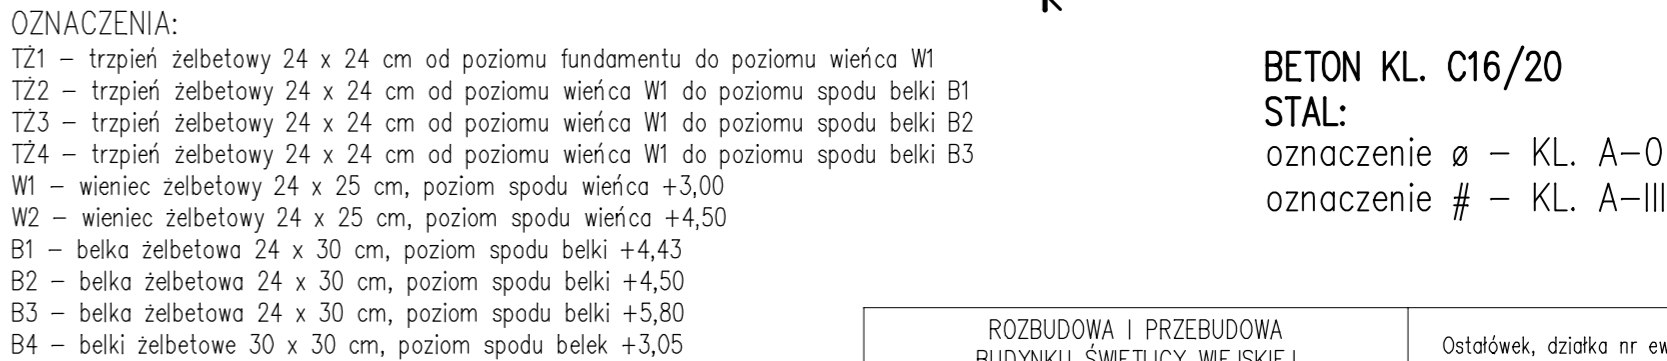 OZNACZENIA:
TŻ1 – trzpień żelbetowy 24 x 24 cm od poziomu fundamentu do poziomu wieńca W1
TŻ2 – trzpień żelbetowy 24 x 24 cm od poziomu wieńca W1 do poziomu spodu belki B1
TŻ3 – trzpień żelbetowy 24 x 24 cm od poziomu wieńca W1 do poziomu spodu belki B2
TŻ4 – trzpień żelbetowy 24 x 24 cm od poziomu wieńca W1 do poziomu spodu belki B3
W1 – wieniec żelbetowy 24 x 25 cm, poziom spodu wieńca +3,00
W2 – wieniec żelbetowy 24 x 25 cm, poziom spodu wieńca +4,50
B1 – belka żelbetowa 24 x 30 cm, poziom spodu belki +4,43
B2 – belka żelbetowa 24 x 30 cm, poziom spodu belki +4,50
B3 – belka żelbetowa 24 x 30 cm, poziom spodu belki +5,80
B4 – belki żelbetowe 30 x 30 cm, poziom spodu belek +3,05
BETON KL. C16/20
STAL:
oznaczenie ø – KL. A-0
oznaczenie # – KL. A-III
ROZBUDOWA I PRZEBUDOWA
BUDYNKU ŚWIETLICY WIEJSKIEJ
Ostałówek, działka nr ew